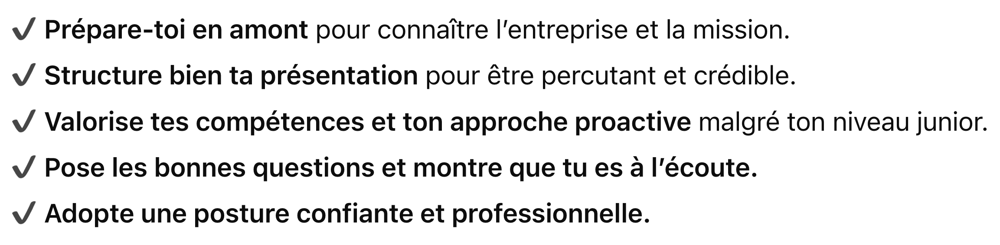 ✔ Prépare-toi en amont pour connaître l’entreprise et la mission.
✔ Structure bien ta présentation pour être percutant et crédible.
✔ Valorise tes compétences et ton approche proactive malgré ton niveau junior.
✔ Pose les bonnes questions et montre que tu es à l’écoute.
✔ Adopte une posture confiante et professionnelle.